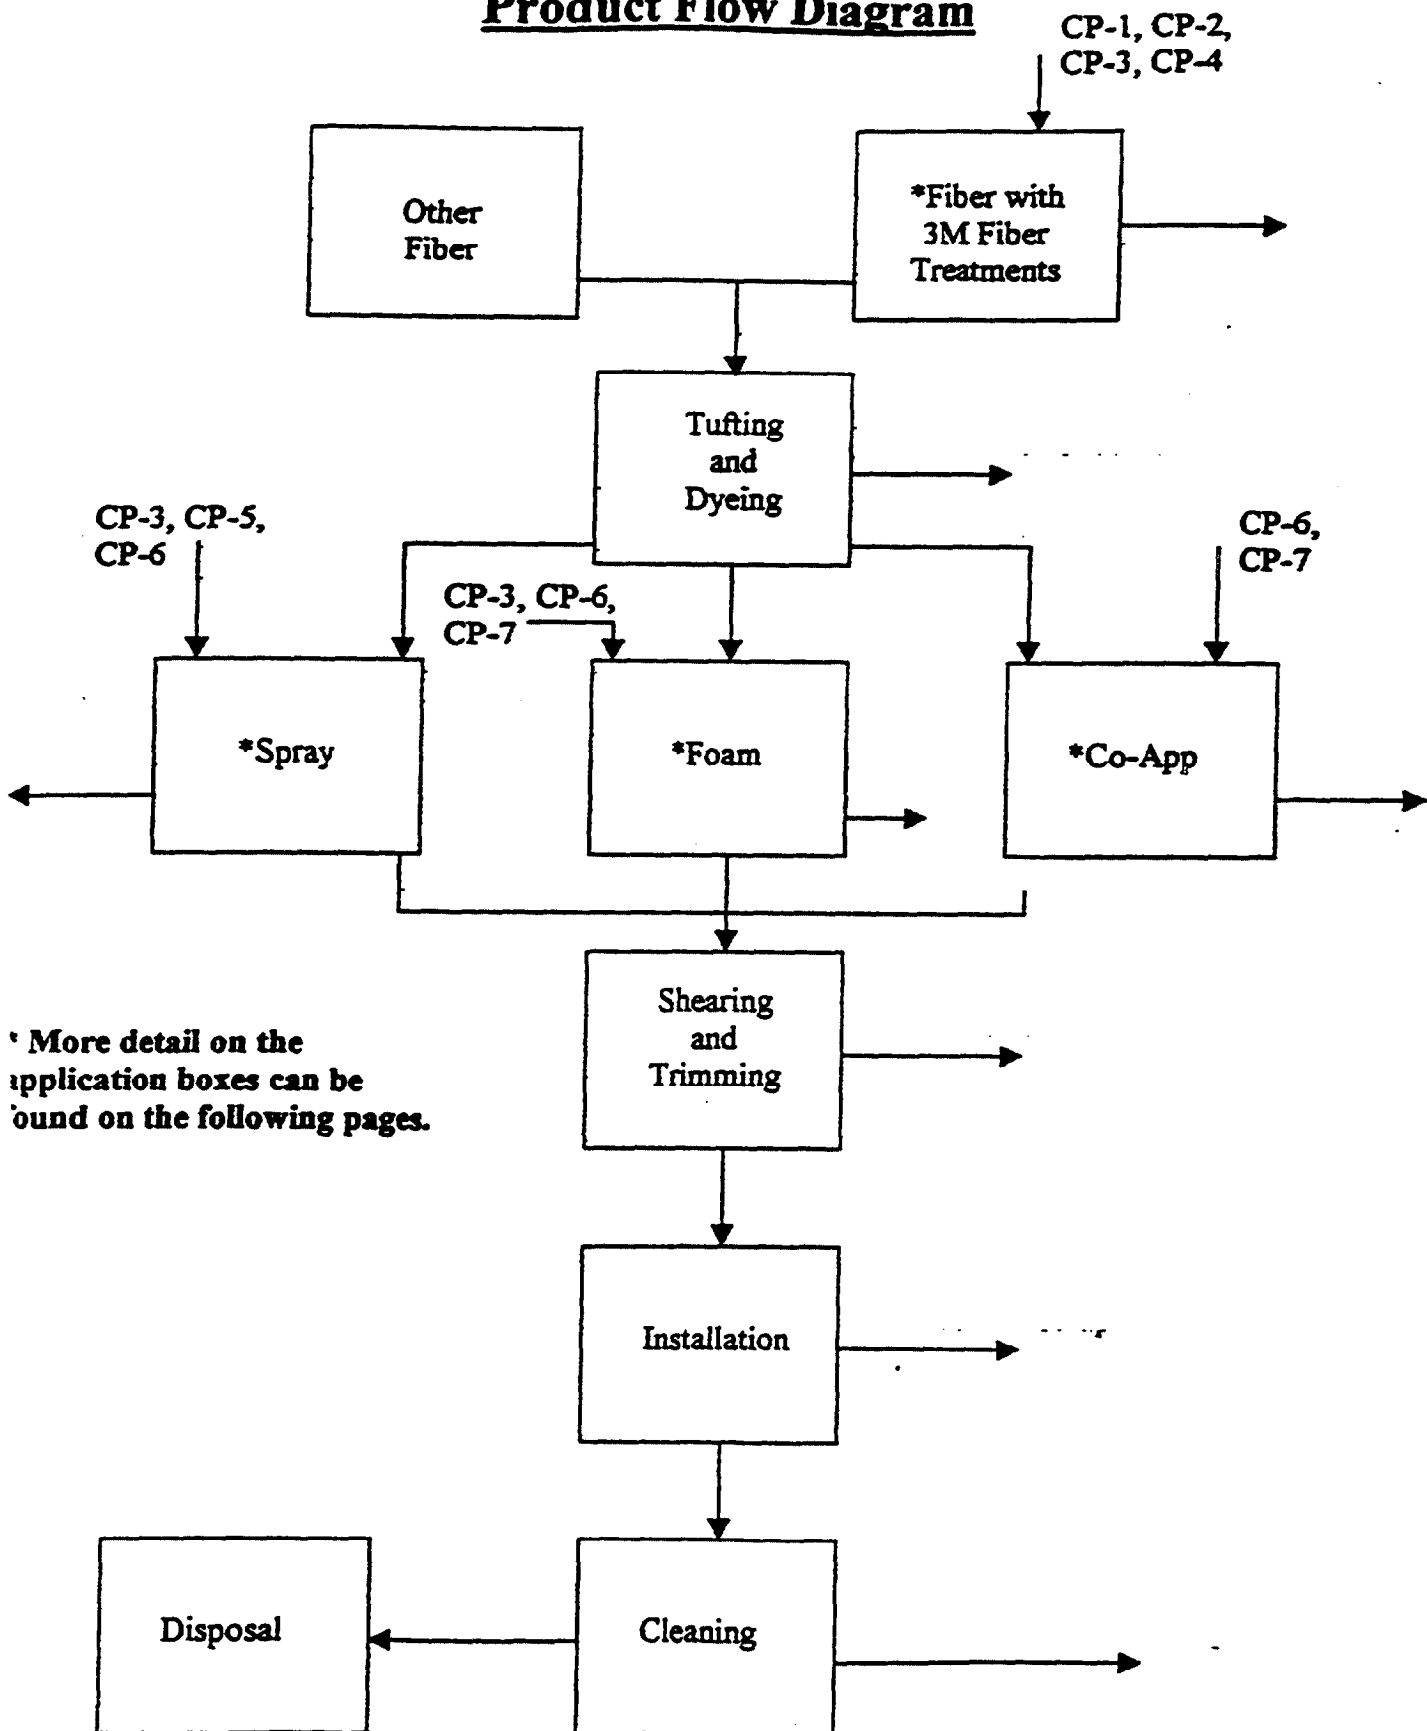 Product Flow Diagram
CP-1, CP-2,
CP-3, CP-4
Other
Fiber
*Fiber with
3M Fiber
Treatments
Tufting
and
Dyeing
CP-3, CP-5,
CP-6
CP-3, CP-6,
CP-7
CP-6,
CP-7
*Spray
*Foam
*Co-App
Shearing
and
Trimming
* More detail on the
application boxes can be
found on the following pages.
Installation
Disposal
Cleaning